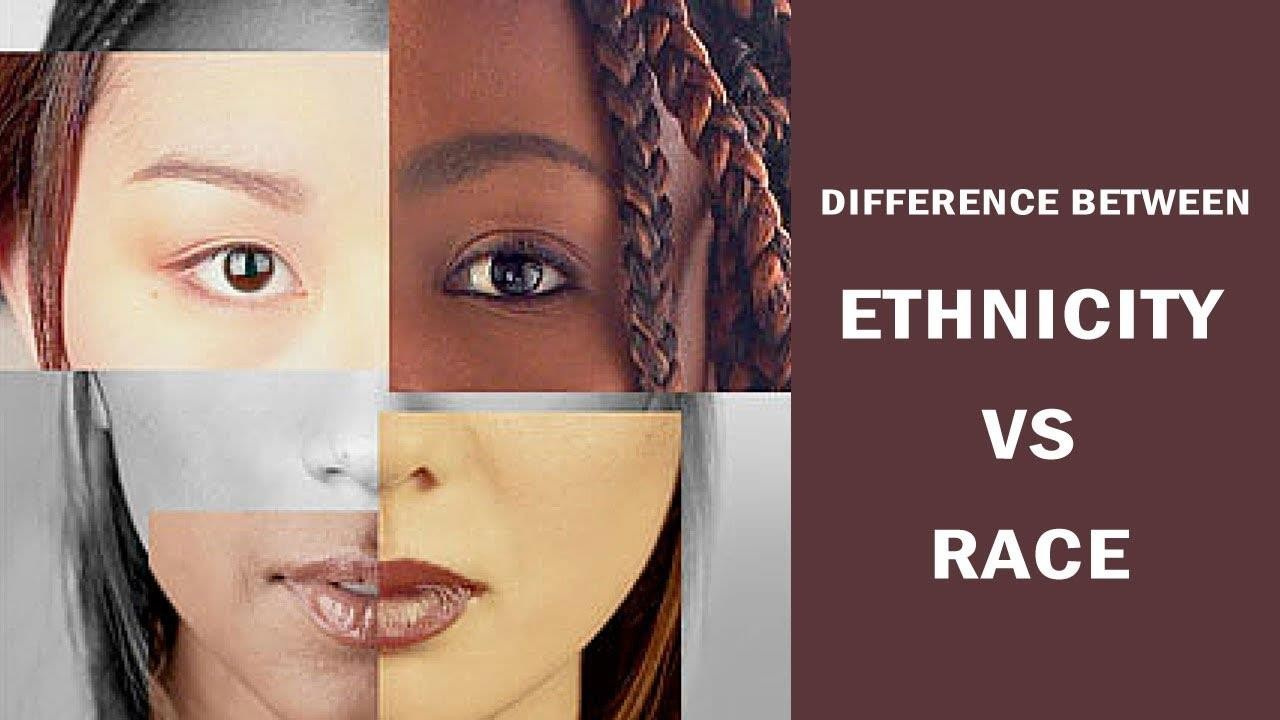 DIFFERENCE BETWEEN
ETHNICITY
VS
RACE